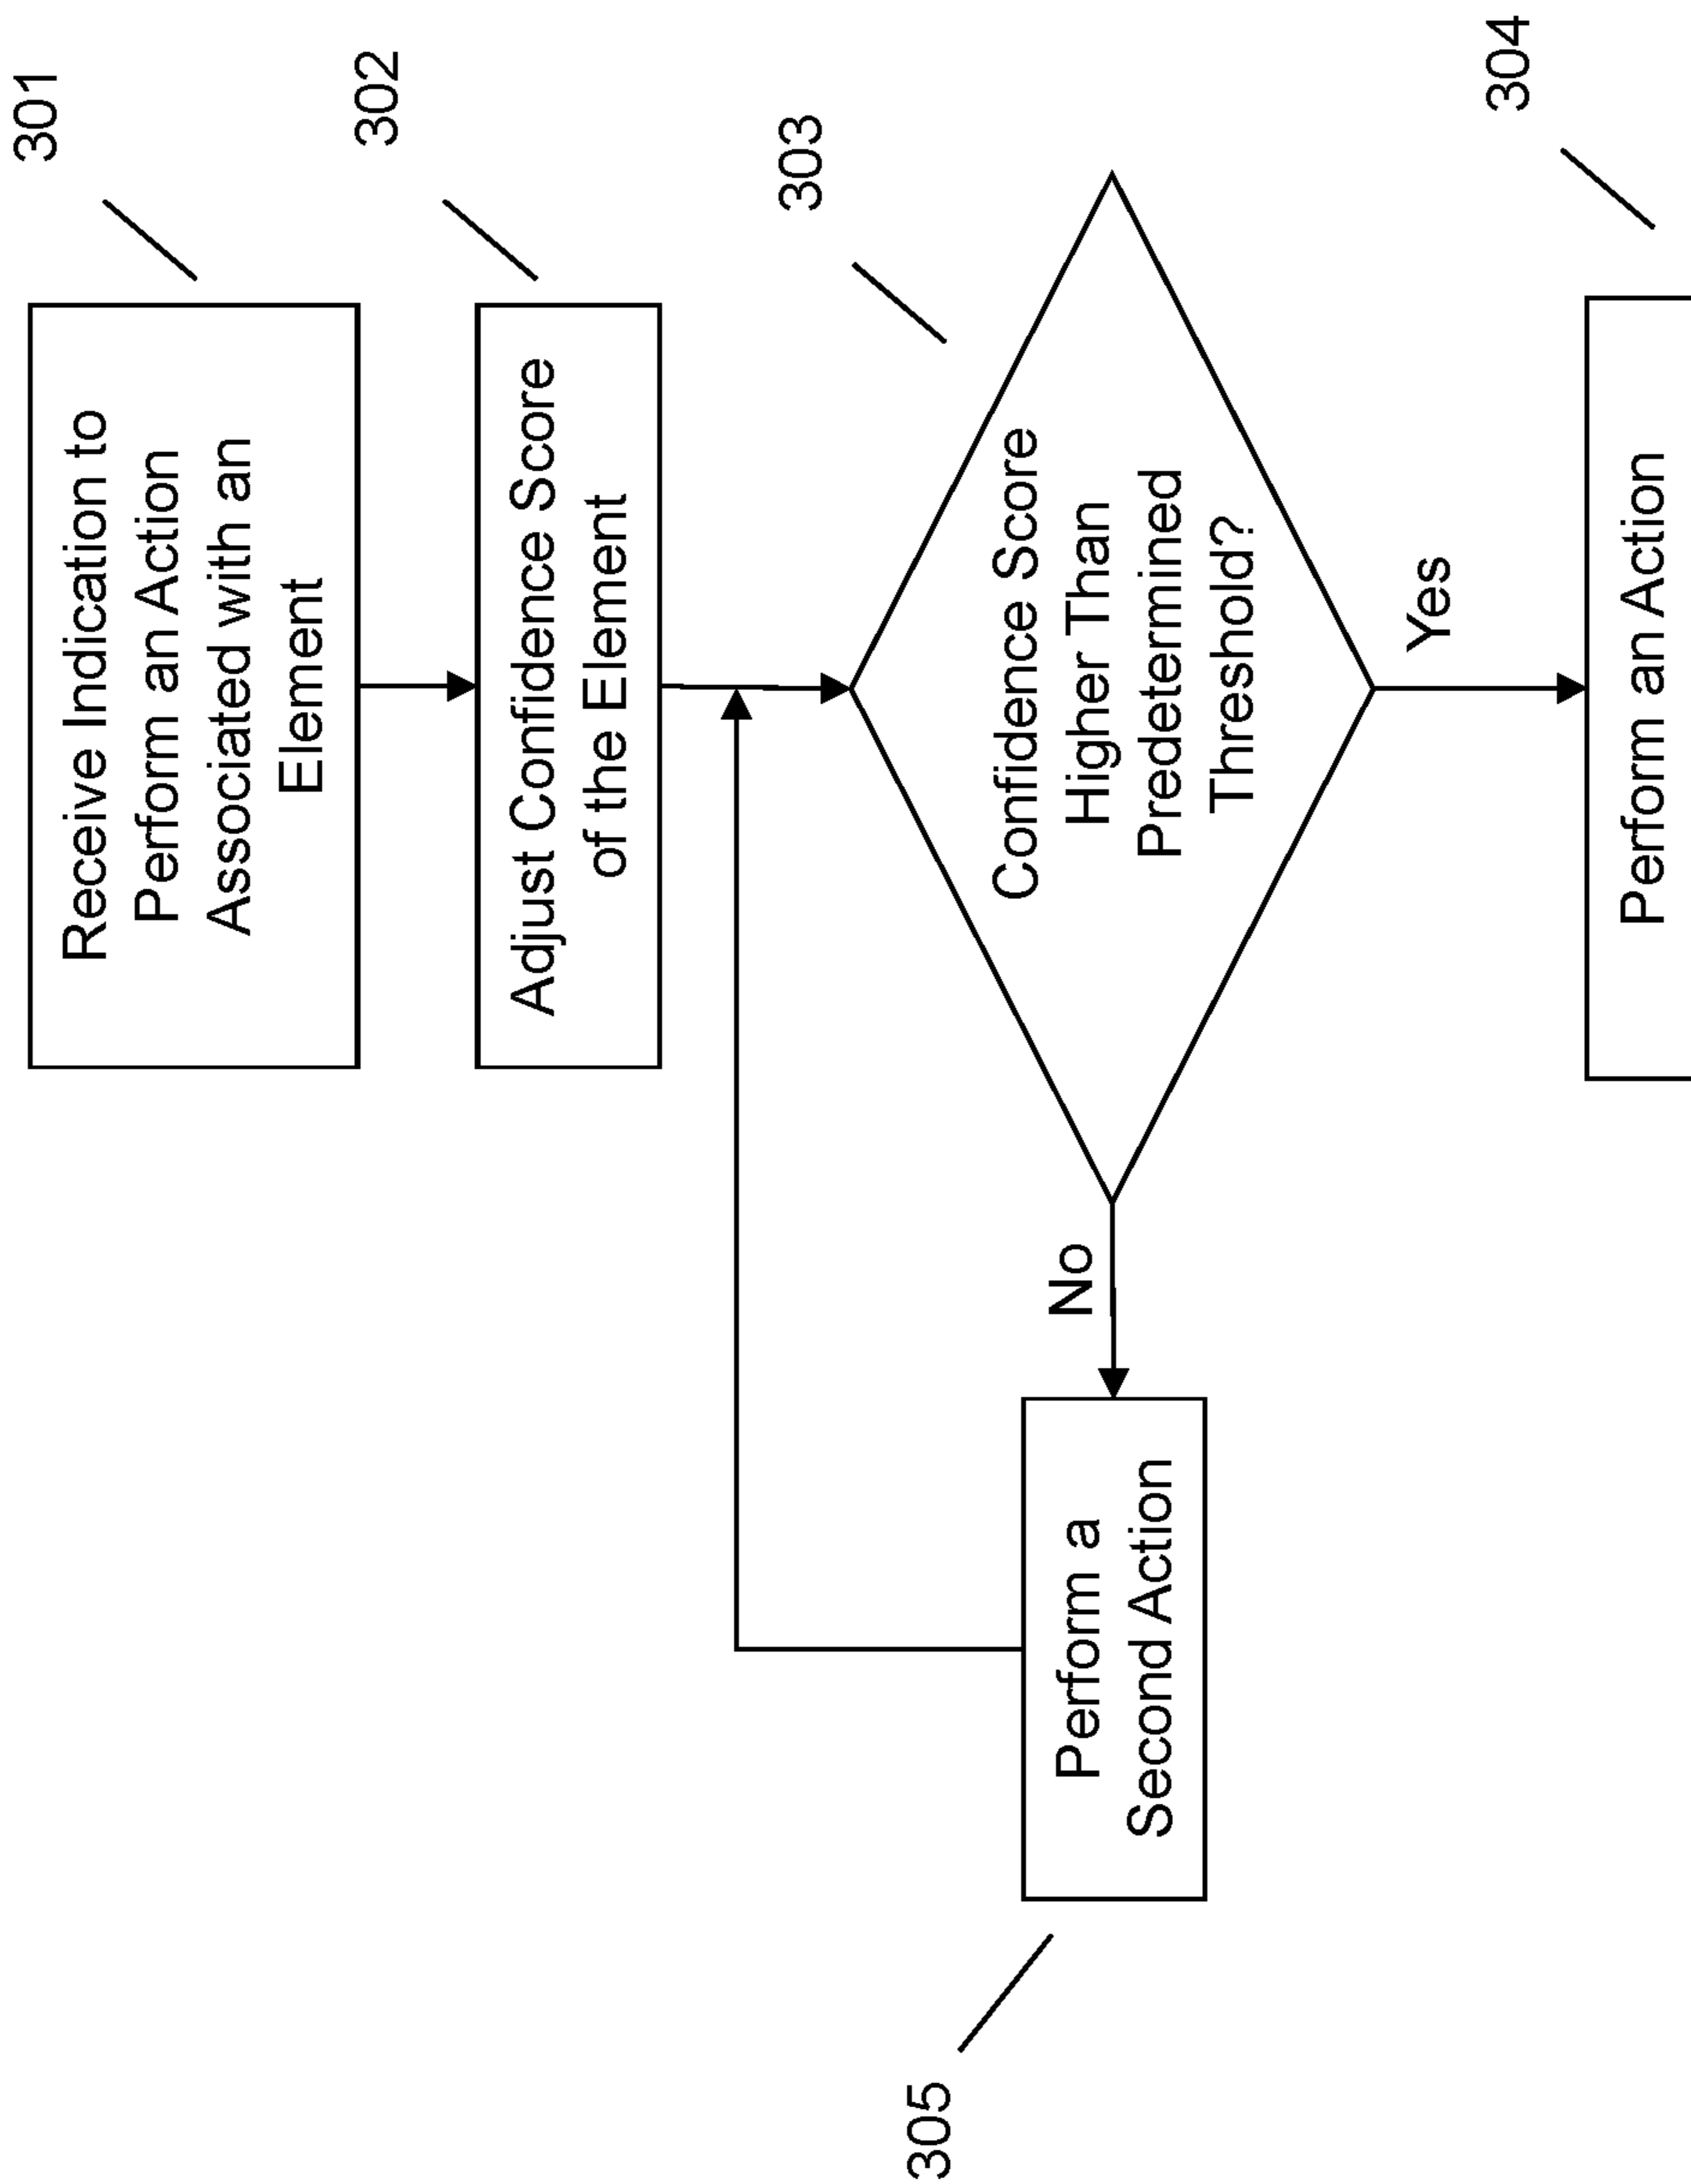 301
Receive Indication to
Perform an Action
Associated with an
Element
302
Adjust Confidence Score
of the Element
303
Confidence Score
Higher Than
Predetermined
Threshold?
No
Yes
305
Perform a
Second Action
304
Perform an Action